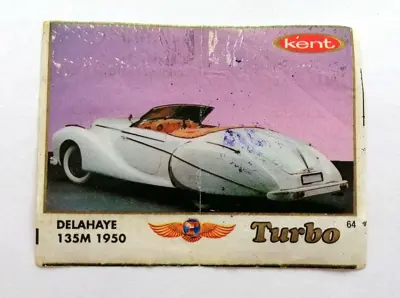 Kent
DELAHAYE
135M 1950
Turbo
64